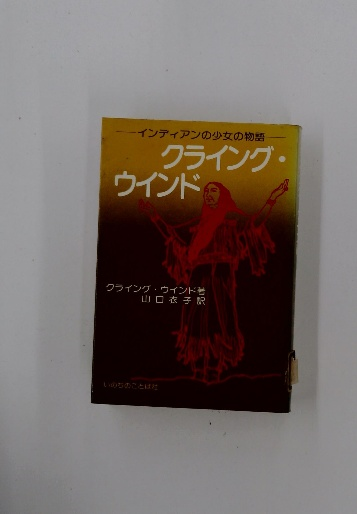 ──インディアンの少女の物語──
クライング・
ウインド
クライング・ウインド著
山口衣子訳
いのちのことば社